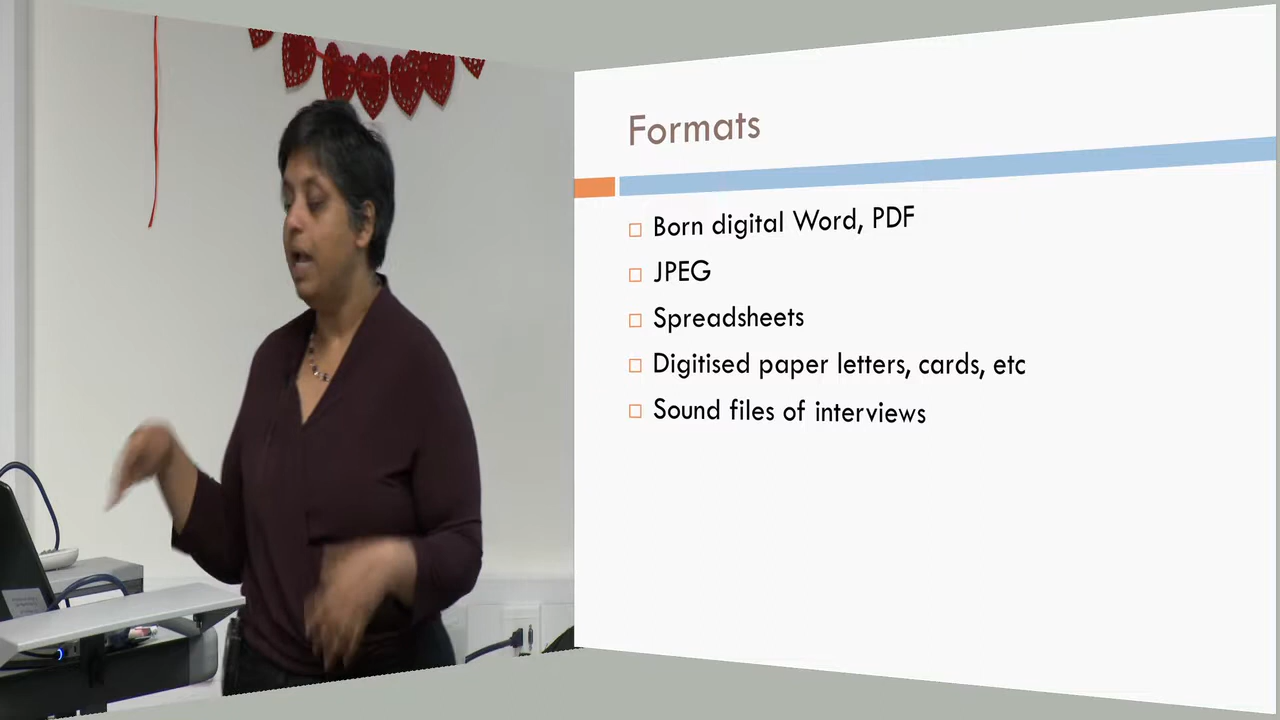 Formats
Born digital Word, PDF
JPEG
Spreadsheets
Digitised paper letters, cards, etc
Sound files of interviews